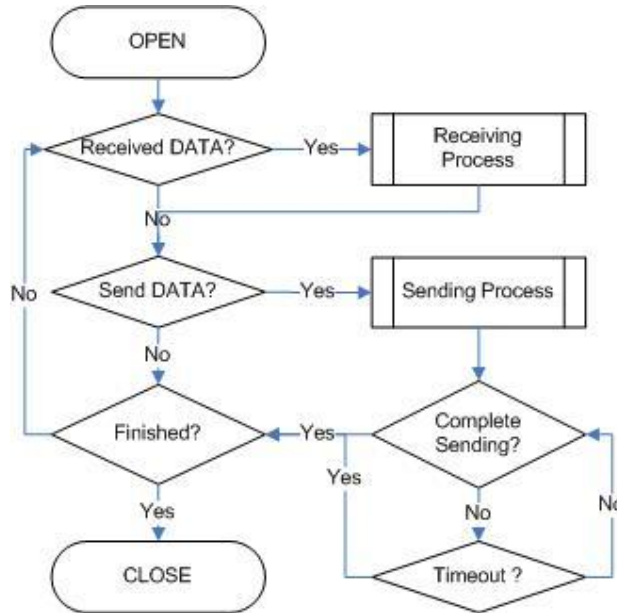 OPEN
Received DATA?
Yes
Receiving
Process
No
Send DATA?
Yes
Sending Process
No
No
Finished?
Yes
Complete
Sending?
Yes
No
No
Yes
CLOSE
Timeout ?